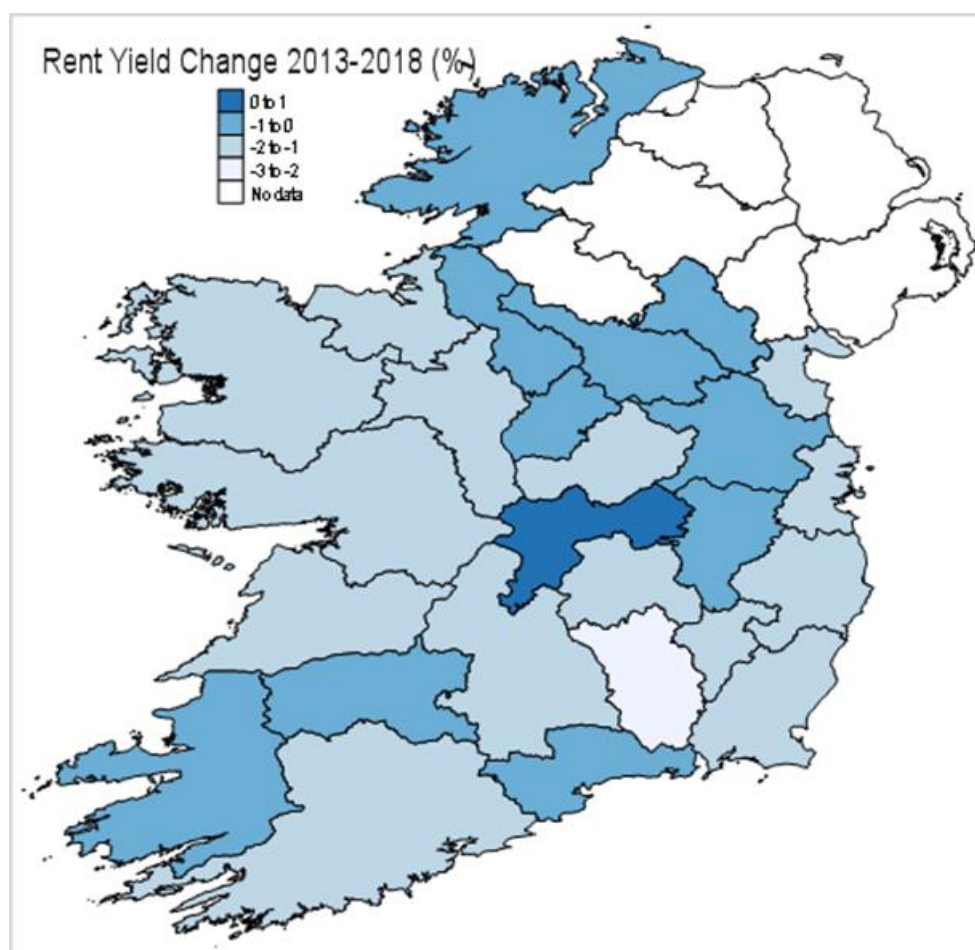 Rent Yield Change 2013-2018 (%)
0 to 1
-1 to 0
-2 to -1
-3 to -2
No data